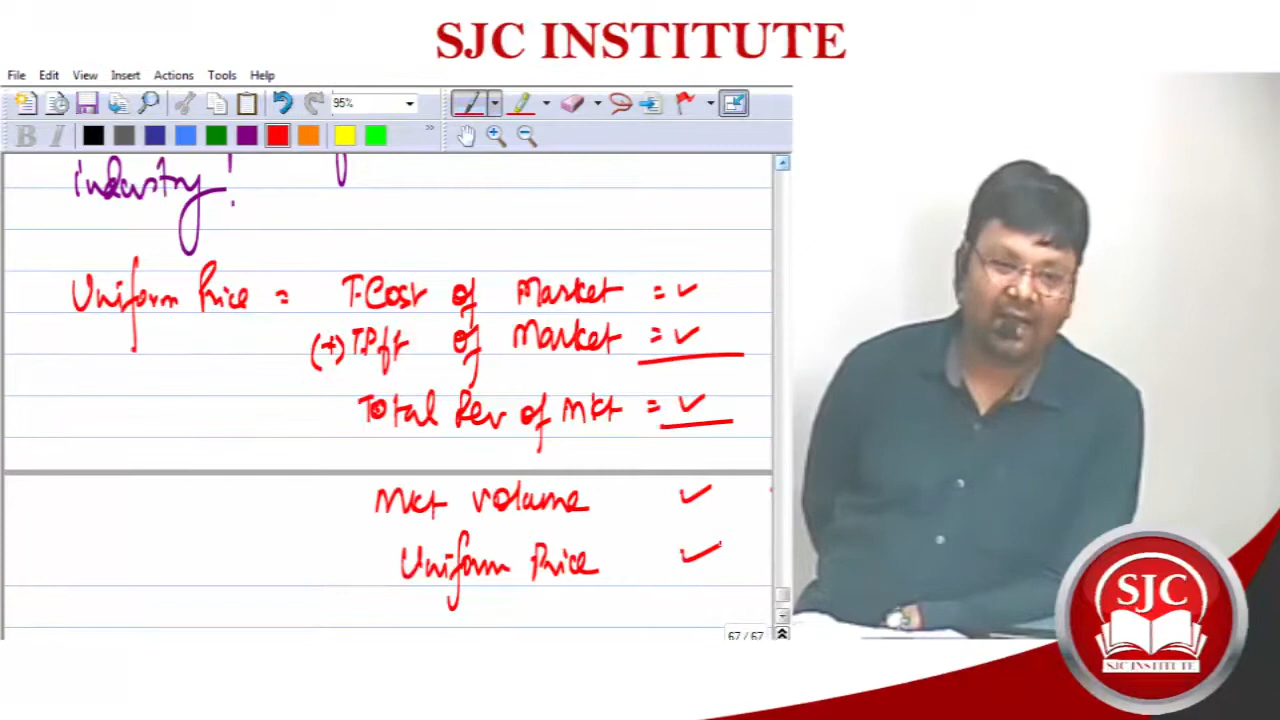 SJC INSTITUTE
File Edit View Insert Actions Tools Help
95%
B I
industry!
Uniform Price = T.Cost of Market = ✓
(+) T.Pft of Market = ✓
Total Rev of Mkt = ✓
Mkt volume ✓
Uniform Price ✓
67 / 67
SJC
SJC INSTITUTE